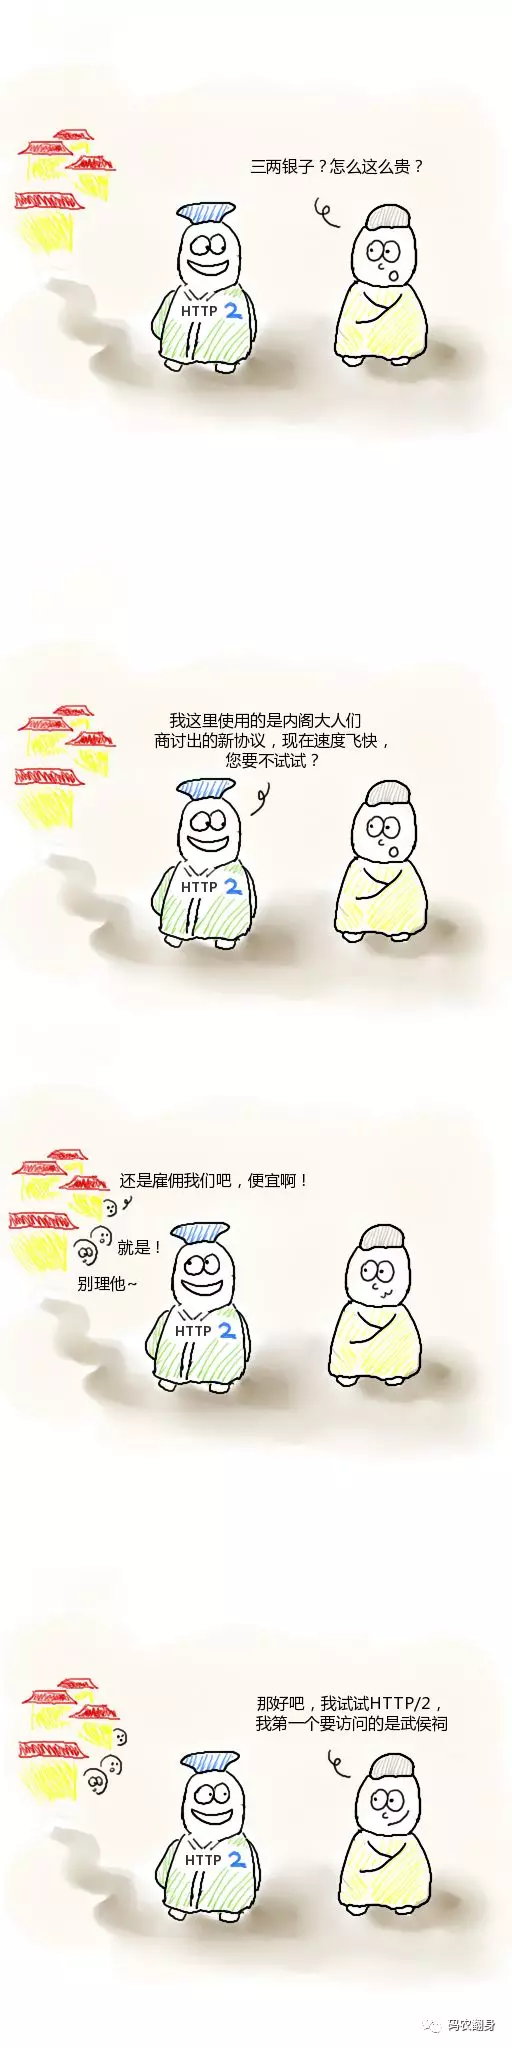 三两银子？怎么这么贵？
HTTP 2
我这里使用的是内阁大人们
商讨出的新协议，现在速度飞快，
您要不试试？
HTTP 2
还是雇佣我们吧，便宜啊！
就是！
别理他~
HTTP 2
那好吧，我试试HTTP/2，
我第一个要访问的是武侯祠
HTTP 2
码农翻身